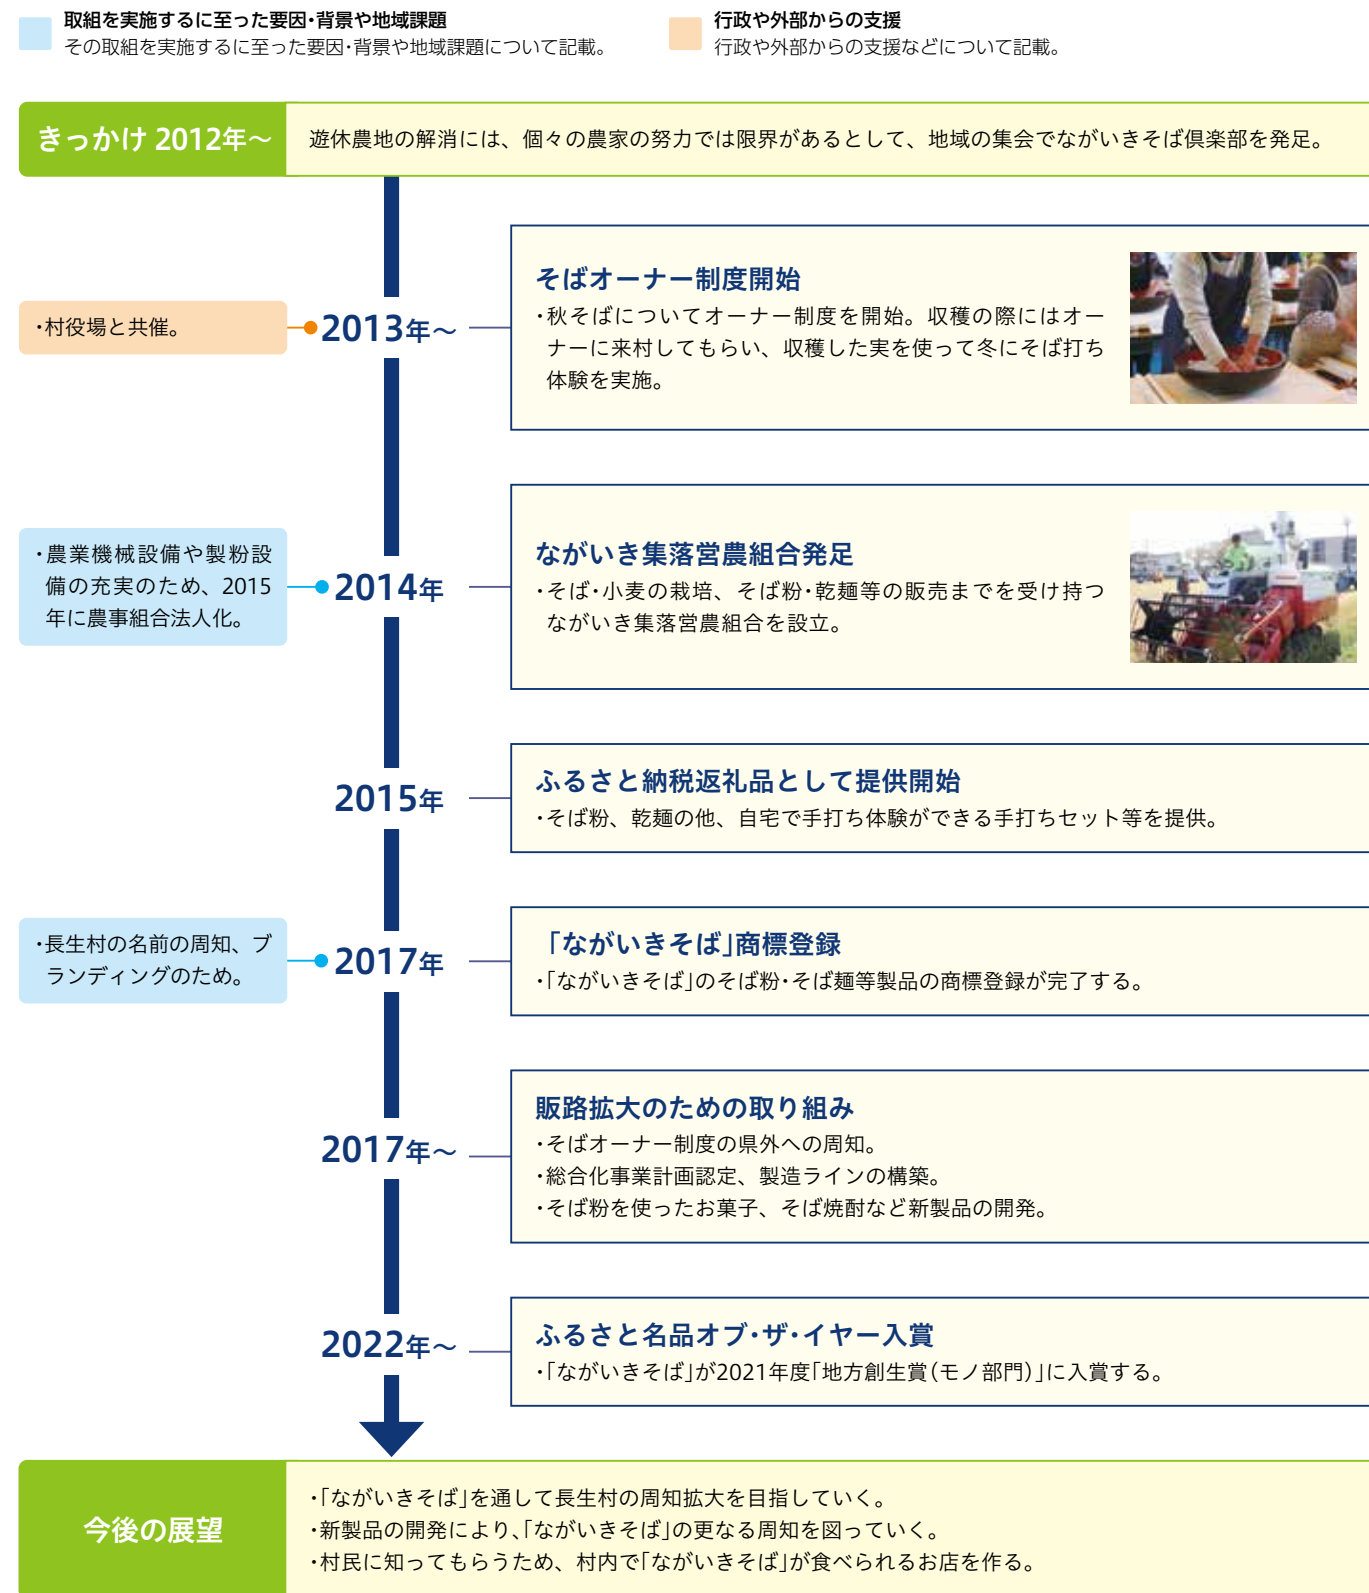 取組を実施するに至った要因･背景や地域課題
その取組を実施するに至った要因･背景や地域課題について記載。
行政や外部からの支援
行政や外部からの支援などについて記載。
きっかけ 2012年〜
遊休農地の解消には、個々の農家の努力では限界があるとして、地域の集会でながいきそば倶楽部を発足。
･村役場と共催。
2013年〜
そばオーナー制度開始
･秋そばについてオーナー制度を開始。収穫の際にはオー
ナーに来村してもらい、収穫した実を使って冬にそば打ち
体験を実施。
･農業機械設備や製粉設
備の充実のため、2015
年に農事組合法人化。
2014年
ながいき集落営農組合発足
･そば･小麦の栽培、そば粉･乾麺等の販売までを受け持つ
ながいき集落営農組合を設立。
2015年
ふるさと納税返礼品として提供開始
･そば粉、乾麺の他、自宅で手打ち体験ができる手打ちセット等を提供。
･長生村の名前の周知、ブ
ランディングのため。
2017年
｢ながいきそば｣商標登録
･｢ながいきそば｣のそば粉･そば麺等製品の商標登録が完了する。
2017年〜
販路拡大のための取り組み
･そばオーナー制度の県外への周知。
･総合化事業計画認定、製造ラインの構築。
･そば粉を使ったお菓子、そば焼酎など新製品の開発。
2022年〜
ふるさと名品オブ･ザ･イヤー入賞
･｢ながいきそば｣が2021年度｢地方創生賞(モノ部門)｣に入賞する。
今後の展望
･｢ながいきそば｣を通して長生村の周知拡大を目指していく。
･新製品の開発により、｢ながいきそば｣の更なる周知を図っていく。
･村民に知ってもらうため、村内で｢ながいきそば｣が食べられるお店を作る。